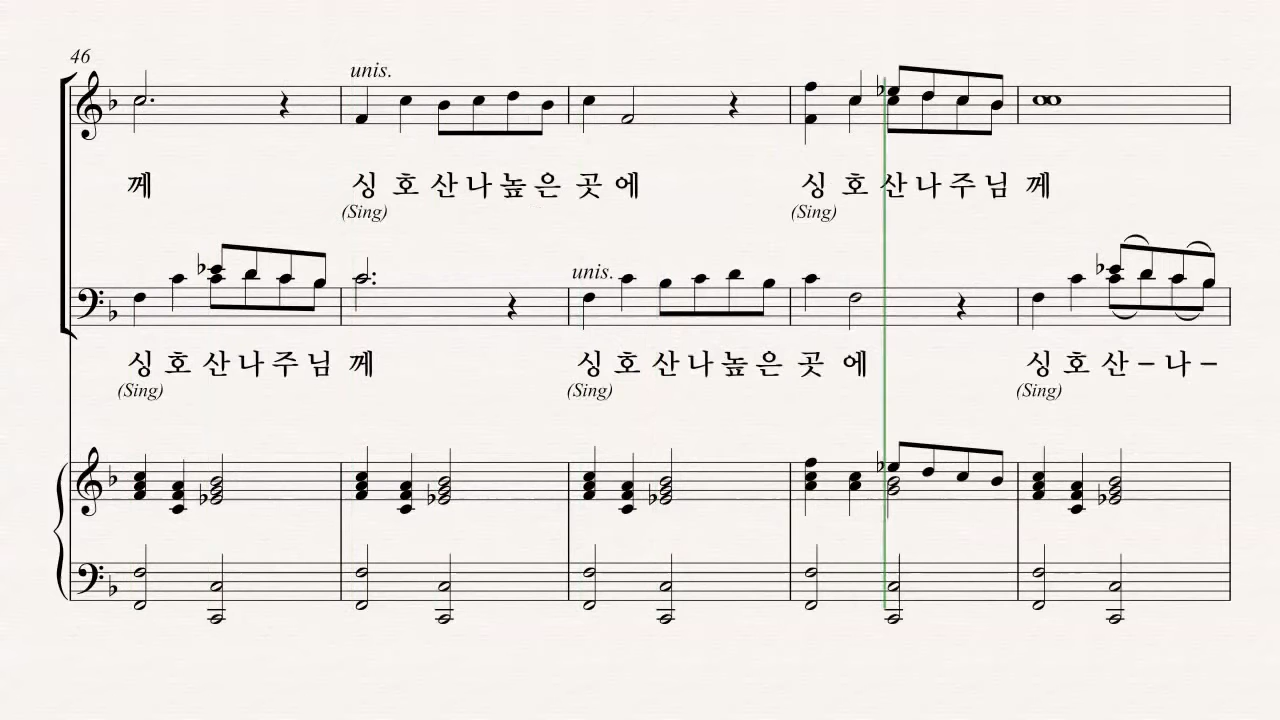 46
unis.
께 싱 호 산 나 높 은 곳 에 싱 호 산 나 주 님 께
(Sing) (Sing)
unis.
싱 호 산 나 주 님 께 싱 호 산 나 높 은 곳 에 싱 호 산 – 나 –
(Sing) (Sing) (Sing)